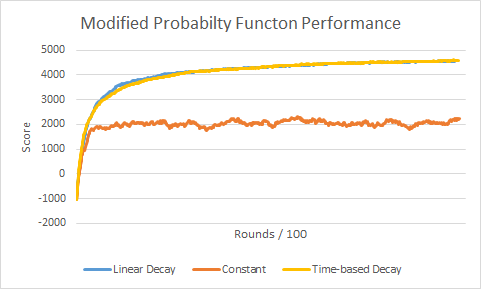 Modified Probabilty Functon Performance
5000
4000
3000
2000
1000
0
-1000
-2000
Score
Rounds / 100
Linear Decay
Constant
Time-based Decay